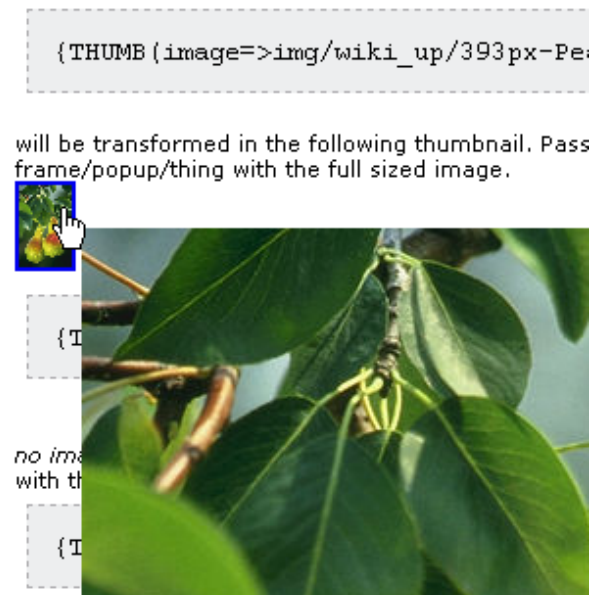 {THUMB(image=>img/wiki_up/393px-Pea
will be transformed in the following thumbnail. Pass
frame/popup/thing with the full sized image.
{T
no ima
with th
{T